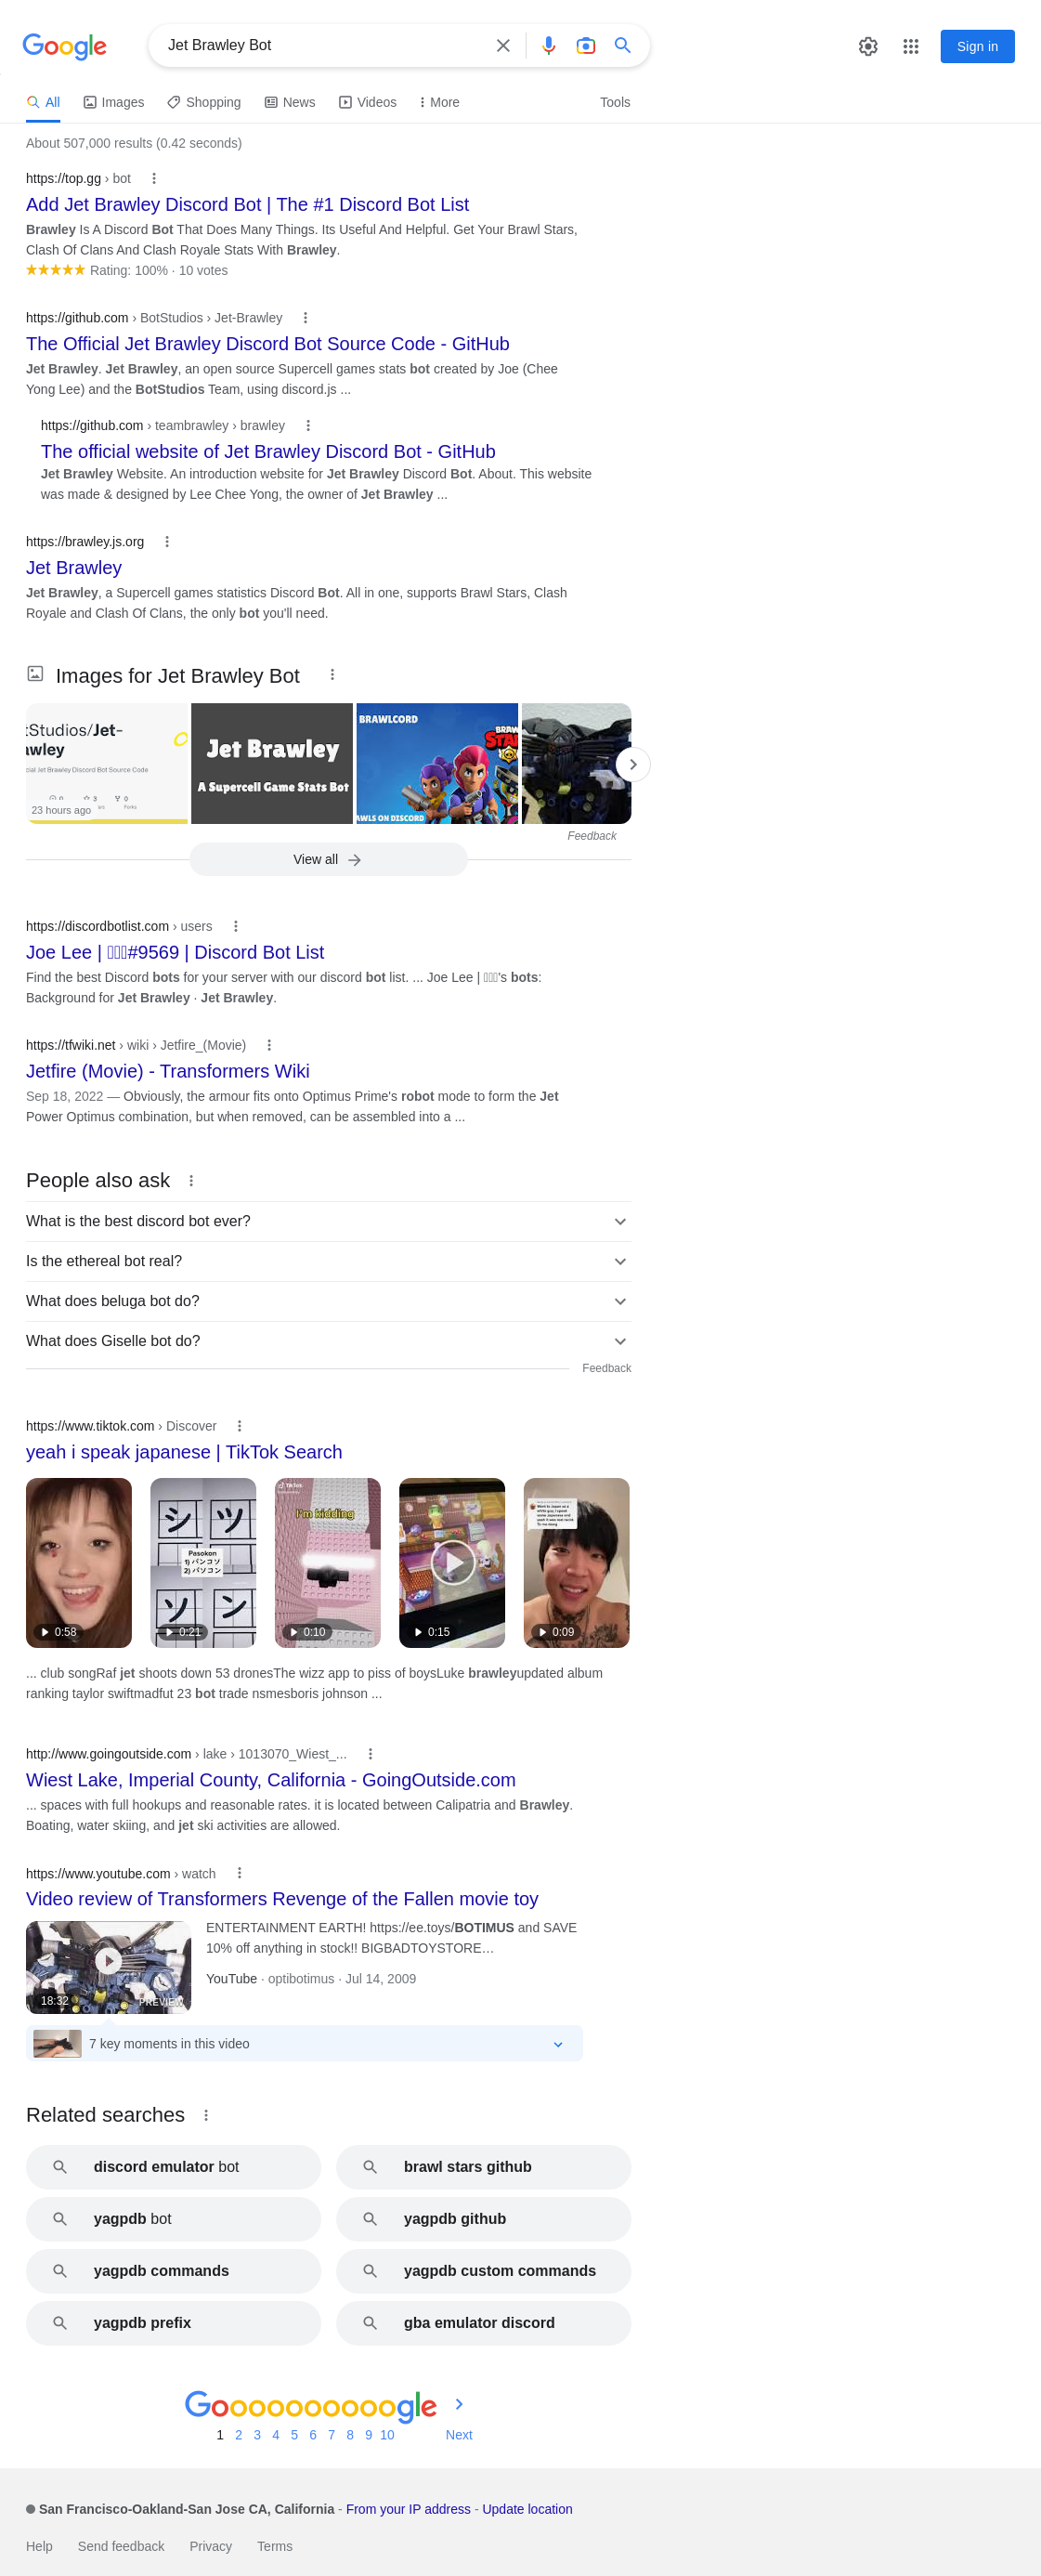 Google
Jet Brawley Bot
Sign in
All
Images
Shopping
News
Videos
More
Tools
About 507,000 results (0.42 seconds)
https://top.gg › bot
Add Jet Brawley Discord Bot | The #1 Discord Bot List
Brawley Is A Discord Bot That Does Many Things. Its Useful And Helpful. Get Your Brawl Stars,
Clash Of Clans And Clash Royale Stats With Brawley.
Rating: 100% · 10 votes
https://github.com › BotStudios › Jet-Brawley
The Official Jet Brawley Discord Bot Source Code - GitHub
Jet Brawley. Jet Brawley, an open source Supercell games stats bot created by Joe (Chee
Yong Lee) and the BotStudios Team, using discord.js ...
https://github.com › teambrawley › brawley
The official website of Jet Brawley Discord Bot - GitHub
Jet Brawley Website. An introduction website for Jet Brawley Discord Bot. About. This website
was made & designed by Lee Chee Yong, the owner of Jet Brawley ...
https://brawley.js.org
Jet Brawley
Jet Brawley, a Supercell games statistics Discord Bot. All in one, supports Brawl Stars, Clash
Royale and Clash Of Clans, the only bot you'll need.
Images for Jet Brawley Bot
tStudios/Jet-
awley
cial Jet Brawley Discord Bot Source Code
0
3
0
Forks
23 hours ago
Jet Brawley
A Supercell Game Stats Bot
BRAWLCORD
AWLS ON DISCORD
Feedback
View all
https://discordbotlist.com › users
Joe Lee | #9569 | Discord Bot List
Find the best Discord bots for your server with our discord bot list. ... Joe Lee | 's bots:
Background for Jet Brawley · Jet Brawley.
https://tfwiki.net › wiki › Jetfire_(Movie)
Jetfire (Movie) - Transformers Wiki
Sep 18, 2022 — Obviously, the armour fits onto Optimus Prime's robot mode to form the Jet
Power Optimus combination, but when removed, can be assembled into a ...
People also ask
What is the best discord bot ever?
Is the ethereal bot real?
What does beluga bot do?
What does Giselle bot do?
Feedback
https://www.tiktok.com › Discover
yeah i speak japanese | TikTok Search
0:58
シ ツ
Pasokon
1) パンコソ
2) パソコン
ソ ン
0:21
TikTok
I'm kidding
0:10
0:15
0:09
... club songRaf jet shoots down 53 dronesThe wizz app to piss of boysLuke brawleyupdated album
ranking taylor swiftmadfut 23 bot trade nsmesboris johnson ...
http://www.goingoutside.com › lake › 1013070_Wiest_...
Wiest Lake, Imperial County, California - GoingOutside.com
... spaces with full hookups and reasonable rates. it is located between Calipatria and Brawley.
Boating, water skiing, and jet ski activities are allowed.
https://www.youtube.com › watch
Video review of Transformers Revenge of the Fallen movie toy
18:32
PREVIEW
ENTERTAINMENT EARTH! https://ee.toys/BOTIMUS and SAVE
10% off anything in stock!! BIGBADTOYSTORE…
YouTube · optibotimus · Jul 14, 2009
7 key moments in this video
Related searches
discord emulator bot
brawl stars github
yagpdb bot
yagpdb github
yagpdb commands
yagpdb custom commands
yagpdb prefix
gba emulator discord
Goooooooooogle
1 2 3 4 5 6 7 8 9 10 Next
San Francisco-Oakland-San Jose CA, California - From your IP address - Update location
Help Send feedback Privacy Terms